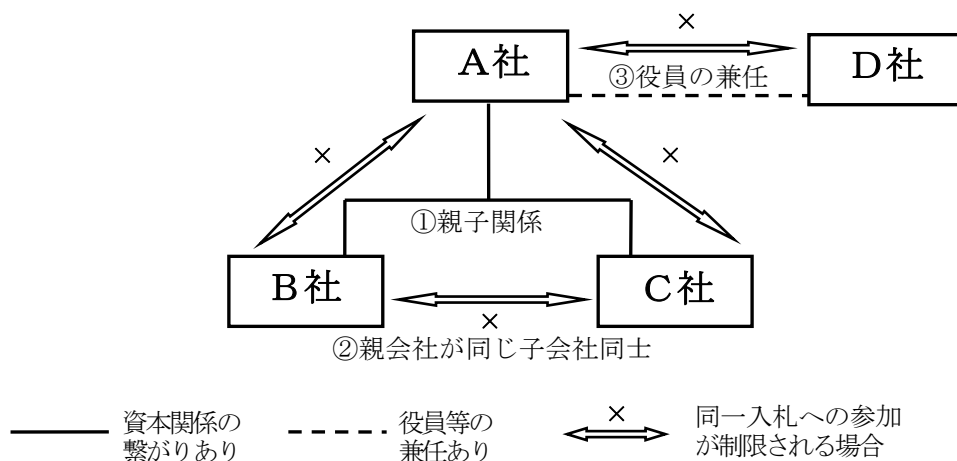 ×
A社
D社
③役員の兼任
×
×
①親子関係
B社
C社
×
②親会社が同じ子会社同士
資本関係の
繋がりあり
役員等の
兼任あり
×
同一入札への参加
が制限される場合